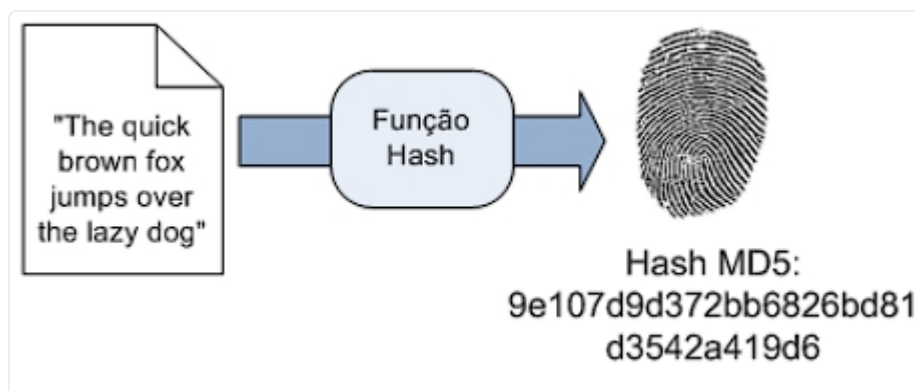 "The quick
brown fox
jumps over
the lazy dog"
Função
Hash
Hash MD5:
9e107d9d372bb6826bd81
d3542a419d6